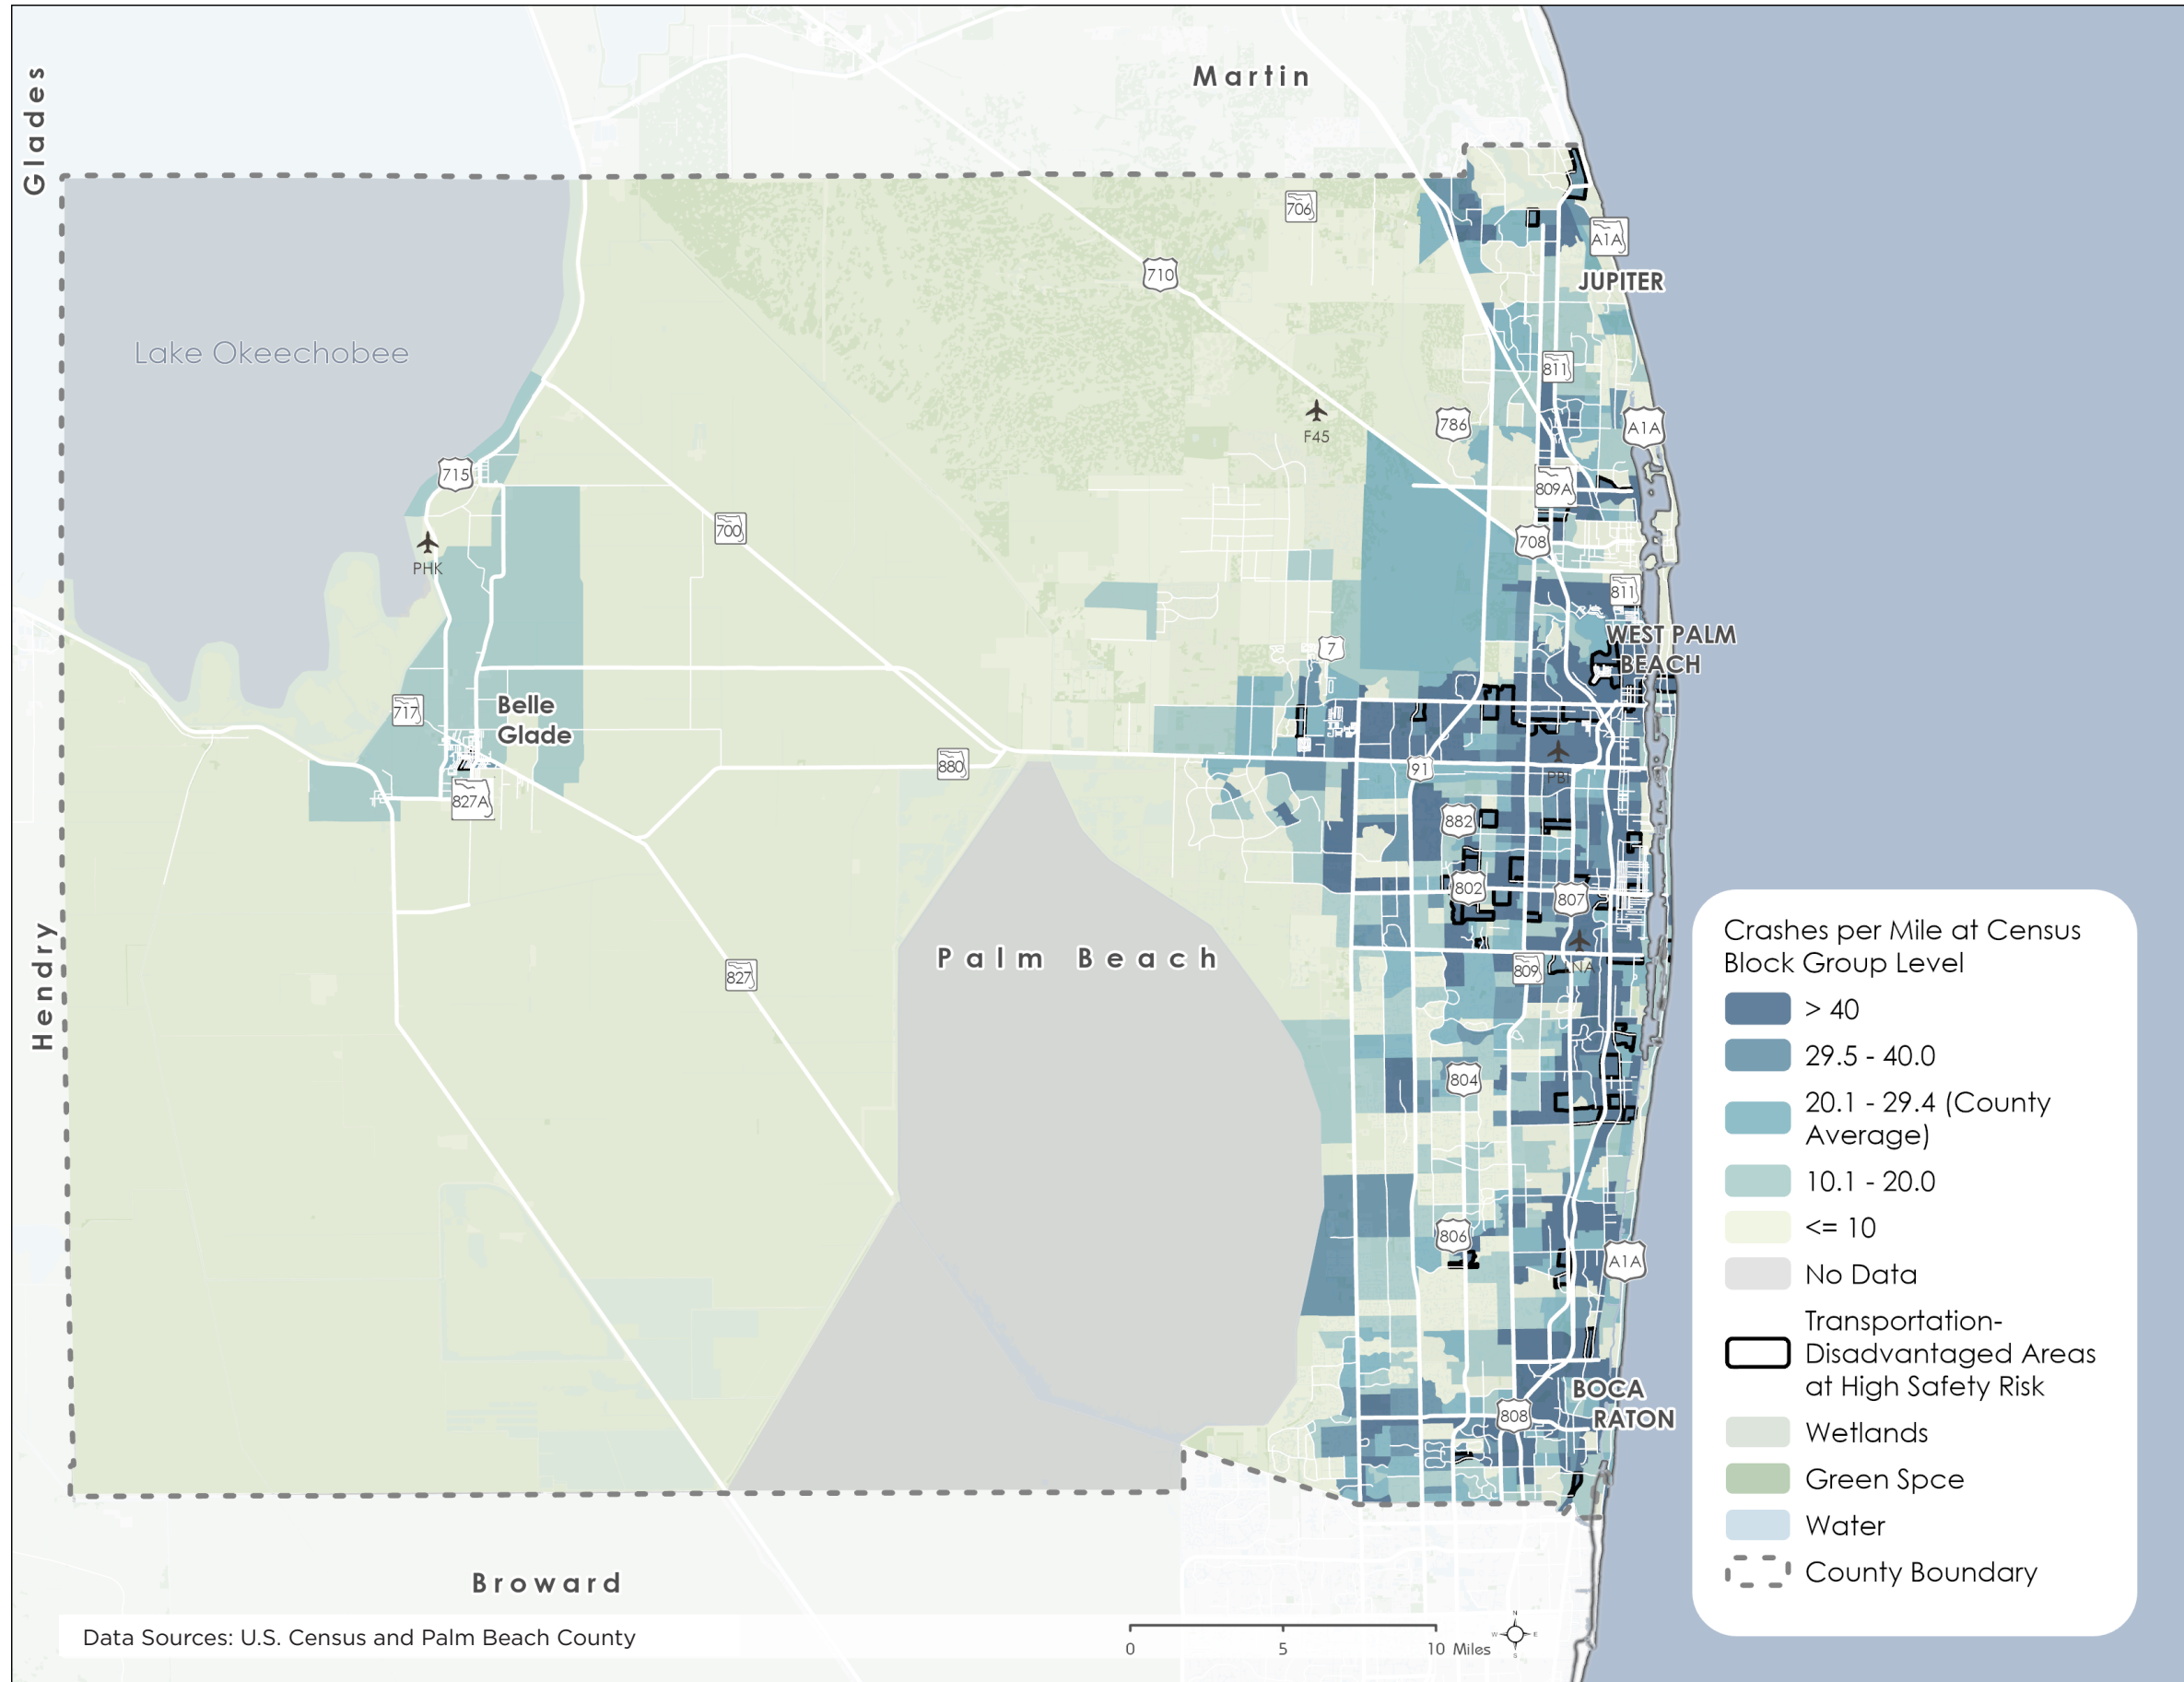 Martin
Glades
706
A1A
JUPITER
710
Lake Okeechobee
811
F45
786
A1A
715
809A
700
708
PHK
811
WEST PALM
BEACH
7
717
Belle
Glade
880
91
PBI
827A
882
802
807
Palm Beach
Hendry
827
809
LNA
804
806
A1A
BOCA
RATON
808
Broward
Crashes per Mile at Census
Block Group Level
> 40
29.5 - 40.0
20.1 - 29.4 (County
Average)
10.1 - 20.0
<= 10
No Data
Transportation-
Disadvantaged Areas
at High Safety Risk
Wetlands
Green Spce
Water
County Boundary
Data Sources: U.S. Census and Palm Beach County
0 5 10 Miles
N
W E
S